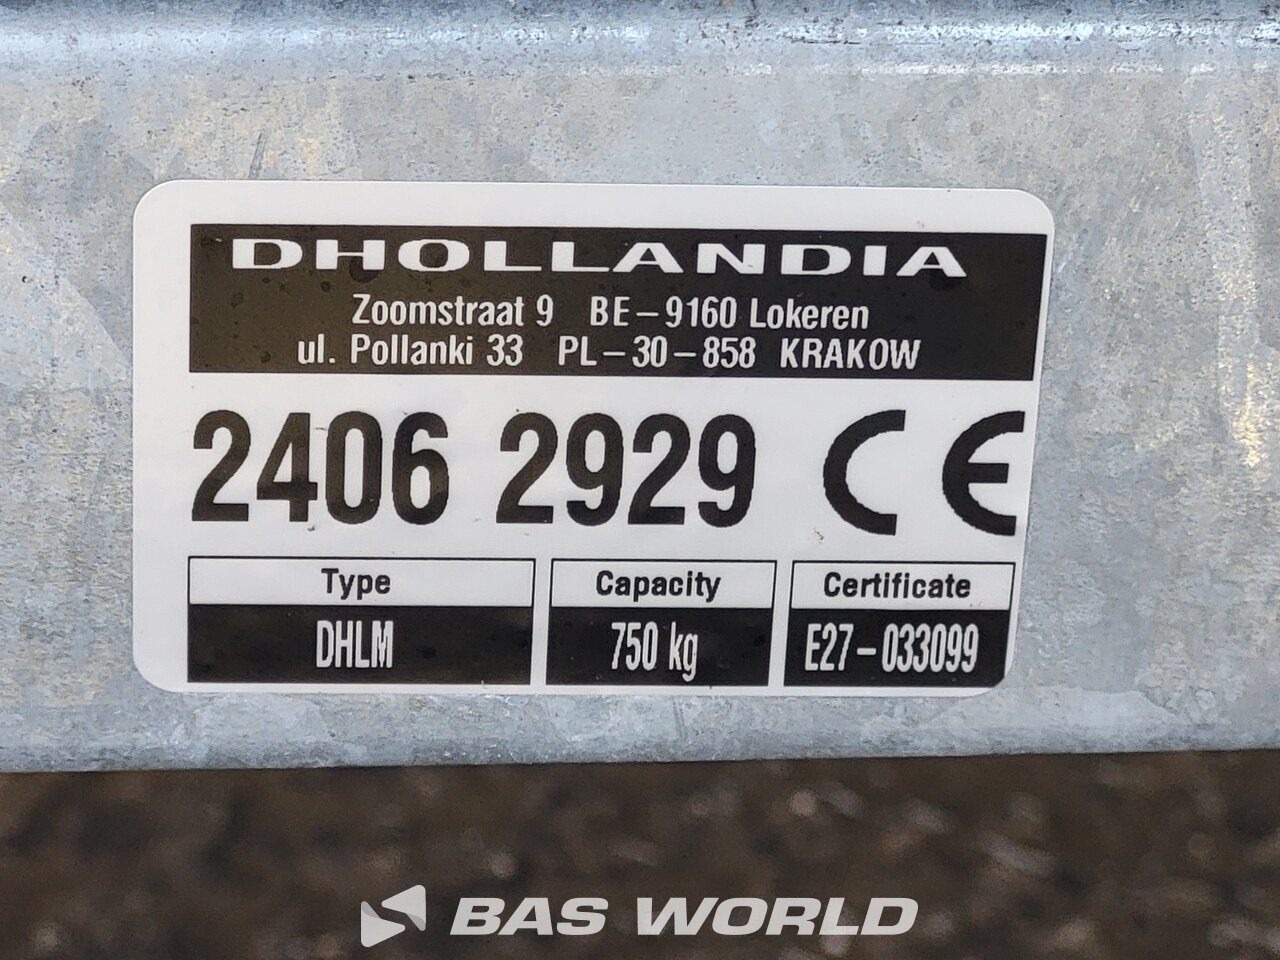 DHOLLANDIA
Zoomstraat 9 BE-9160 Lokeren
ul. Pollanki 33 PL-30-858 KRAKOW
2406 2929 CE
Type Capacity Certificate
DHLM 750 kg E27-033099
BAS WORLD